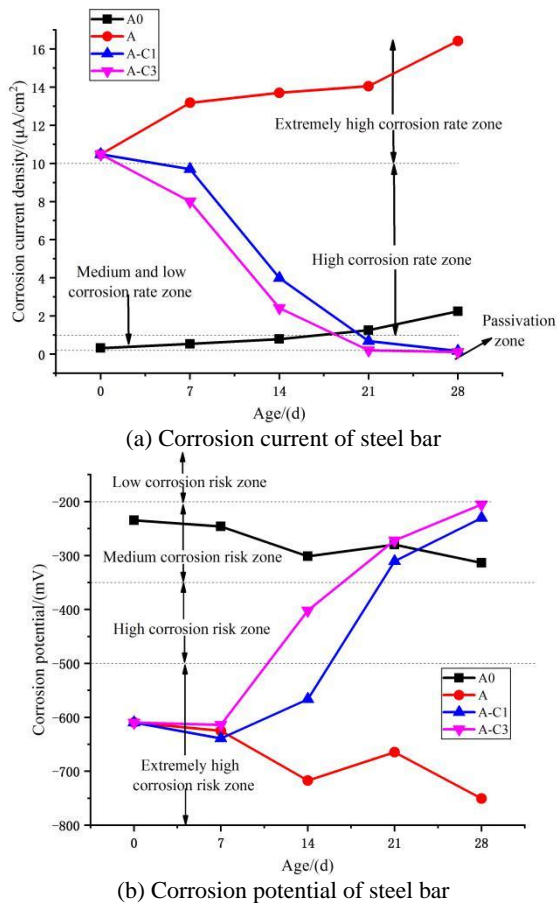 A0
A
A-C1
A-C3
16
14
12
10
8
6
4
2
0
Corrosion current density/(μA/cm²)
Extremely high corrosion rate zone
High corrosion rate zone
Medium and low
corrosion rate zone
Passivation
zone
0 7 14 21 28
Age/(d)
(a) Corrosion current of steel bar
-200
-300
-400
-500
-600
-700
-800
Corrosion potential/(mV)
Low corrosion risk zone
Medium corrosion risk zone
High corrosion risk zone
Extremely high
corrosion risk zone
A0
A
A-C1
A-C3
0 7 14 21 28
Age/(d)
(b) Corrosion potential of steel bar